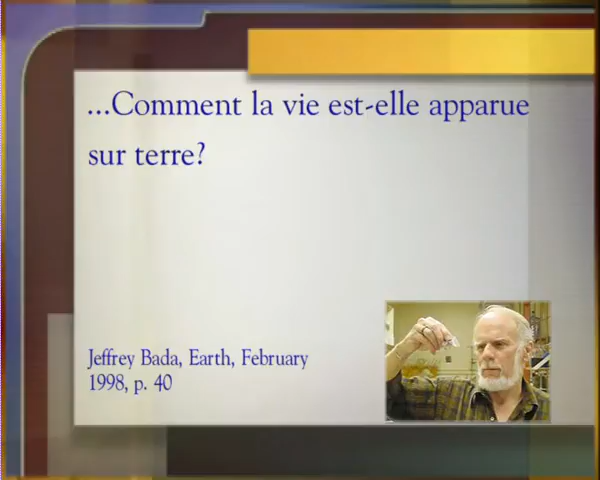 ...Comment la vie est-elle apparue
sur terre?
Jeffrey Bada, Earth, February
1998, p. 40